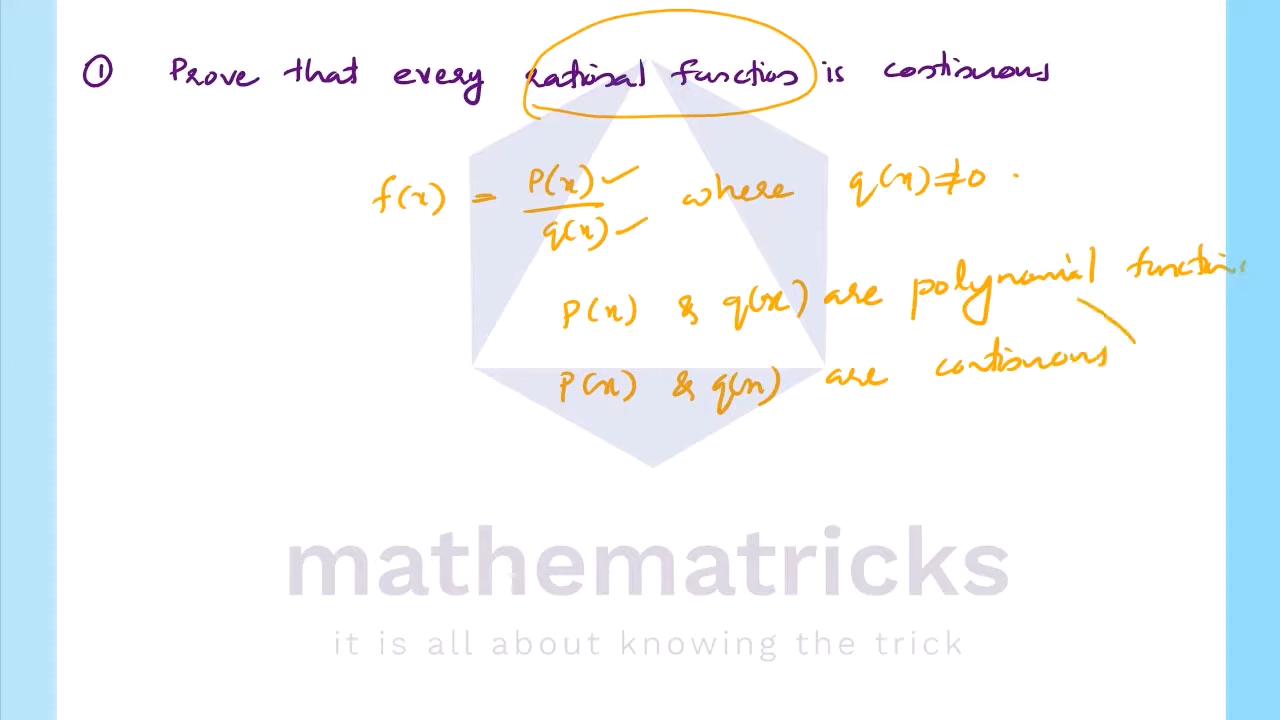 ① Prove that every rational function is continuous
f(x) = P(x)/q(x) where q(x) ≠ 0.
P(x) & q(x) are polynomial function
P(x) & q(x) are continuous
mathematricks
it is all about knowing the trick